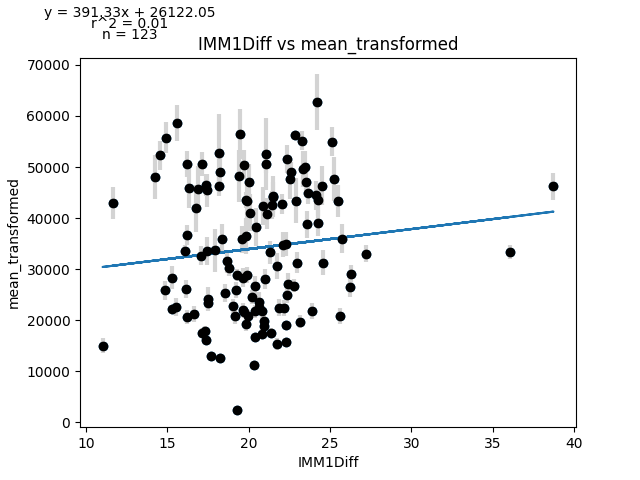 y = 391.33x + 26122.05
r^2 = 0.01
n = 123
IMM1Diff vs mean_transformed
70000
60000
50000
40000
30000
20000
10000
0
mean_transformed
10 15 20 25 30 35 40
IMM1Diff